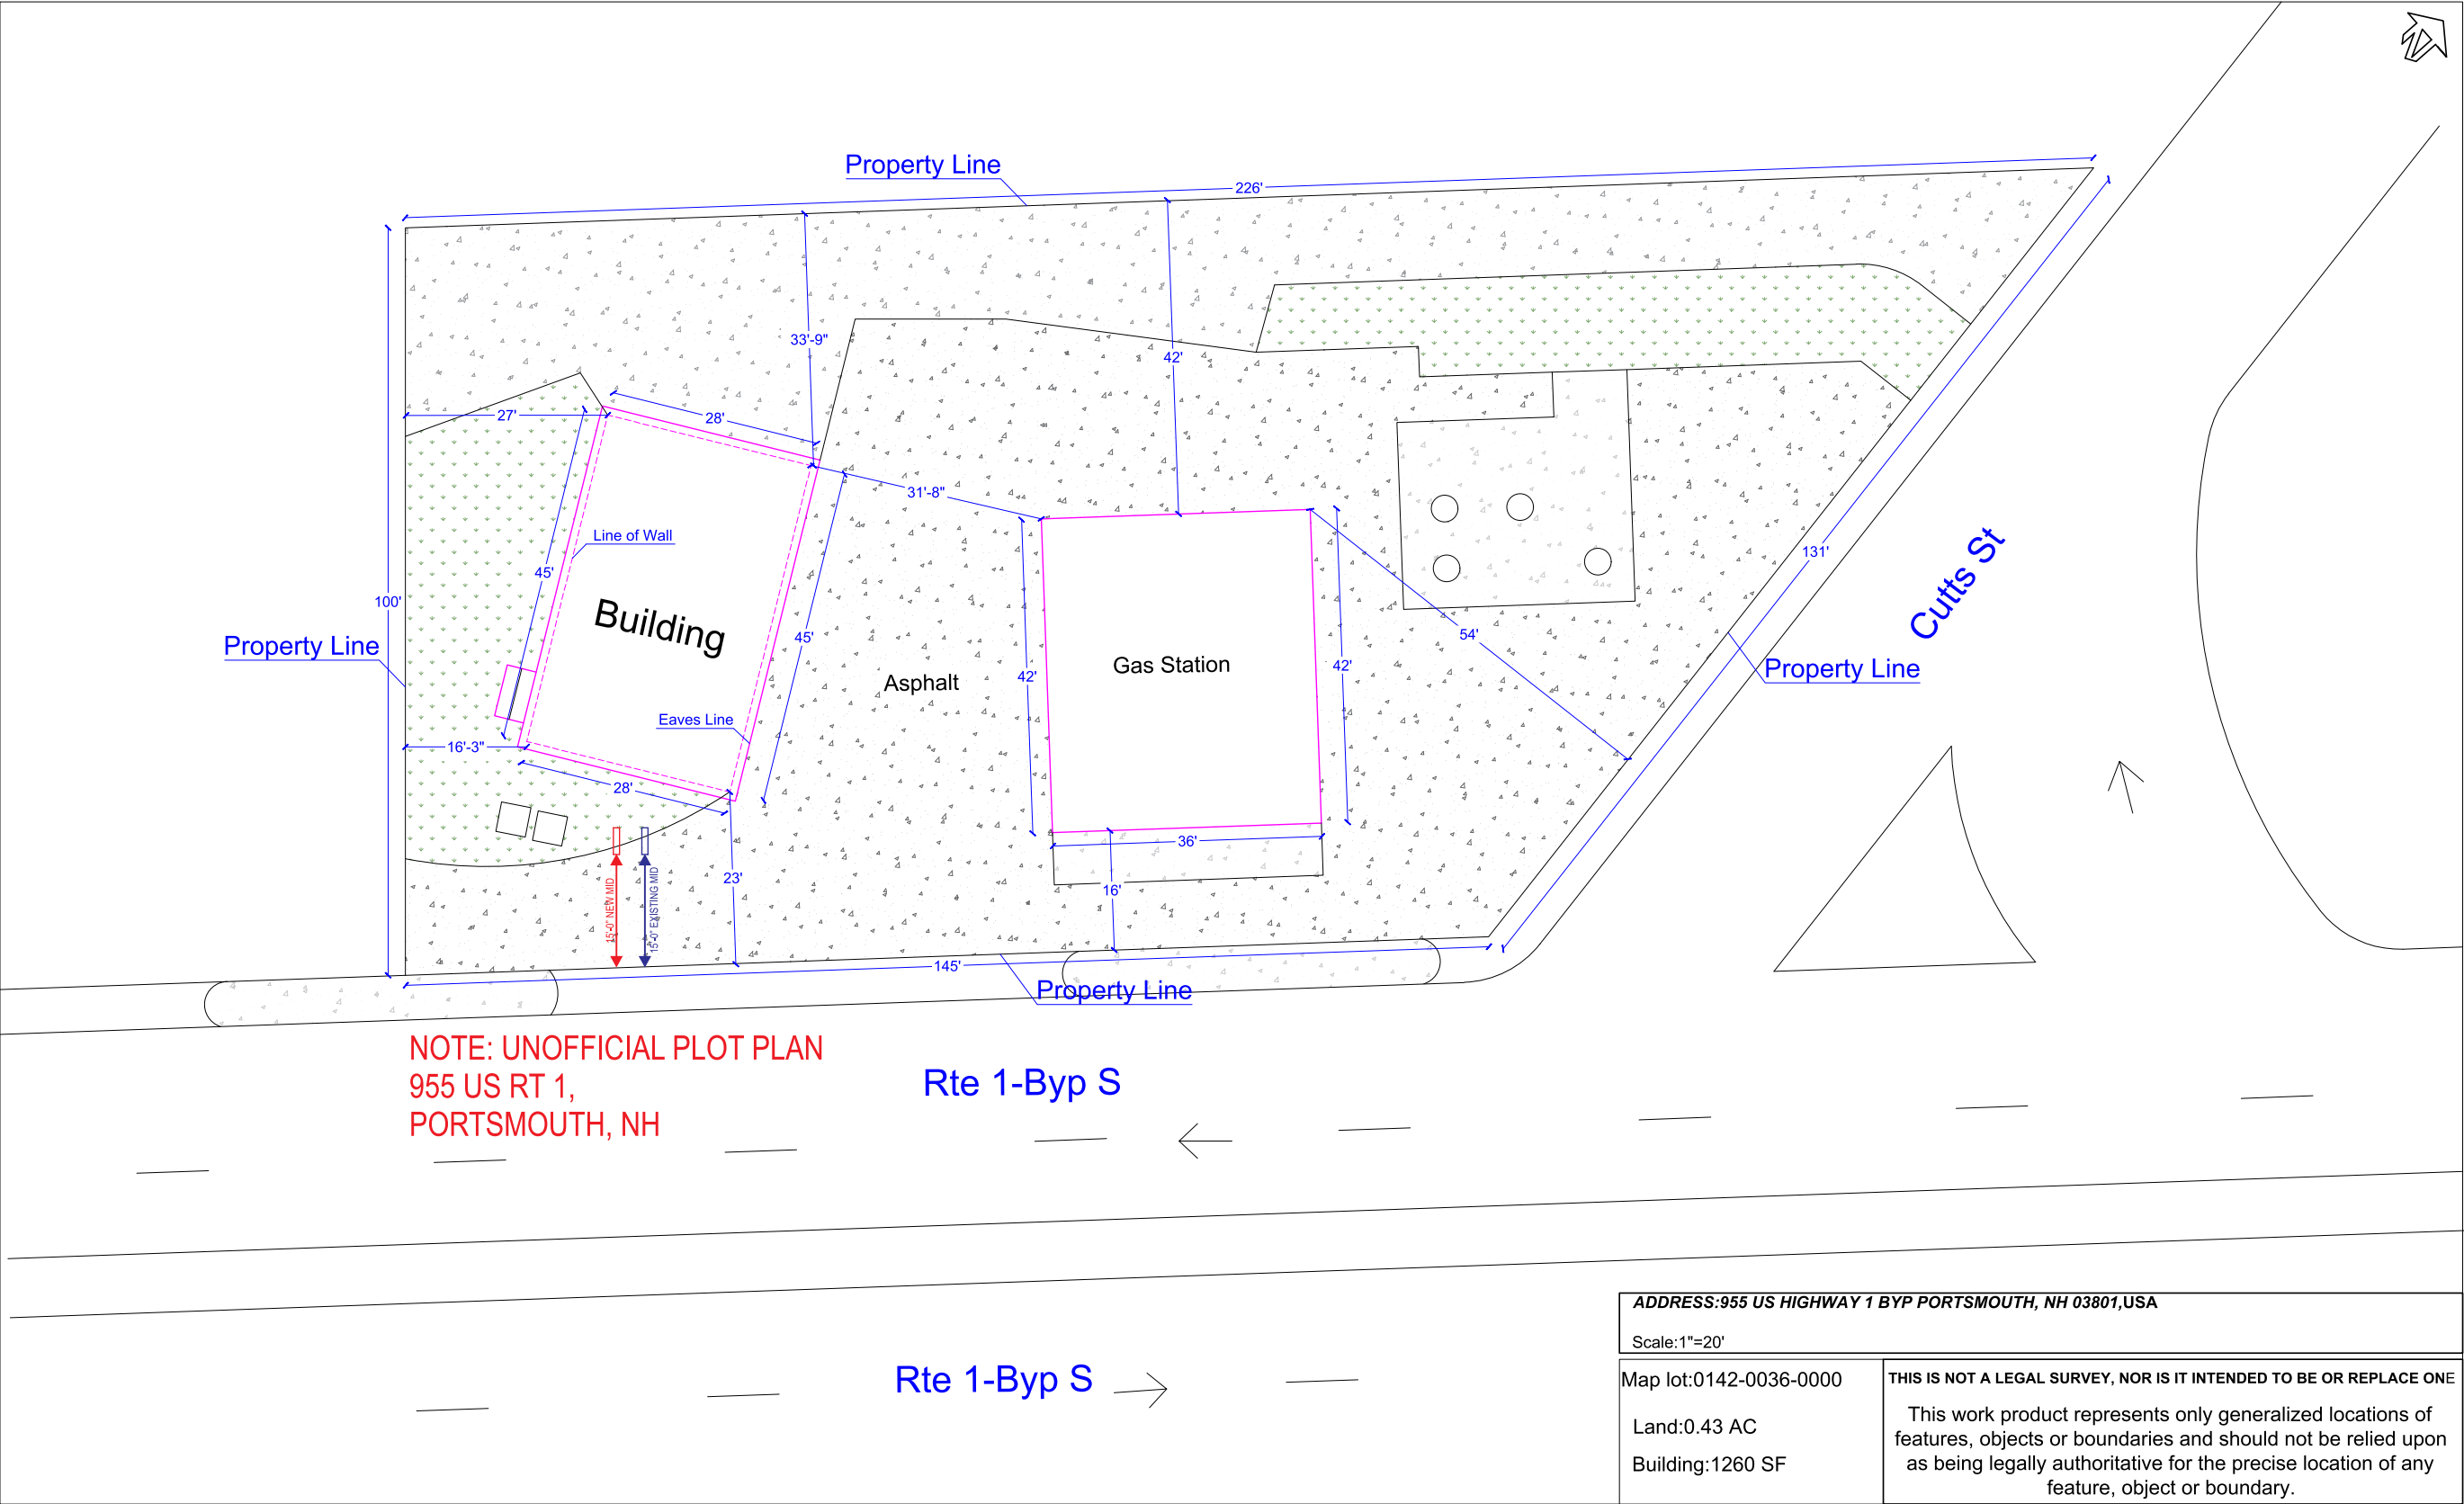 Property Line
226'
33'-9"
42'
27'
28'
31'-8"
Line of Wall
45'
100'
Building
45'
54'
131'
Cutts St
Property Line
Property Line
Asphalt
Gas Station
42'
42'
Eaves Line
16'-3"
28'
36'
23'
16'
15'-0" NEW MID
15'-0" EXISTING MID
145'
Property Line
NOTE: UNOFFICIAL PLOT PLAN
955 US RT 1,
PORTSMOUTH, NH
Rte 1-Byp S
Rte 1-Byp S
ADDRESS:955 US HIGHWAY 1 BYP PORTSMOUTH, NH 03801,USA
Scale:1"=20'
Map lot:0142-0036-0000
Land:0.43 AC
Building:1260 SF
THIS IS NOT A LEGAL SURVEY, NOR IS IT INTENDED TO BE OR REPLACE ONE
This work product represents only generalized locations of
features, objects or boundaries and should not be relied upon
as being legally authoritative for the precise location of any
feature, object or boundary.